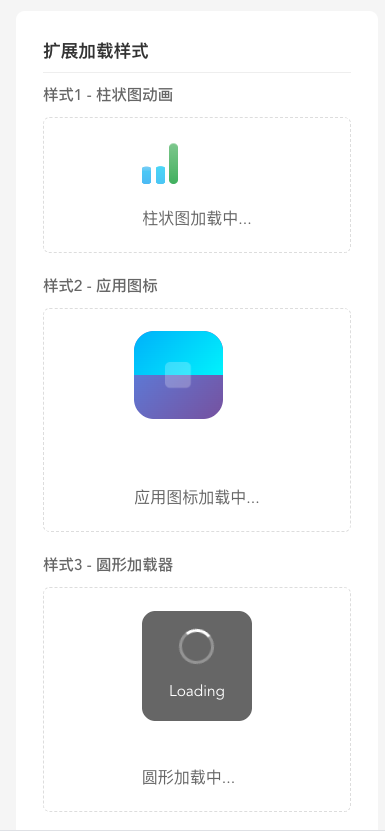 扩展加载样式
样式1 - 柱状图动画
柱状图加载中...
样式2 - 应用图标
应用图标加载中...
样式3 - 圆形加载器
Loading
圆形加载中...